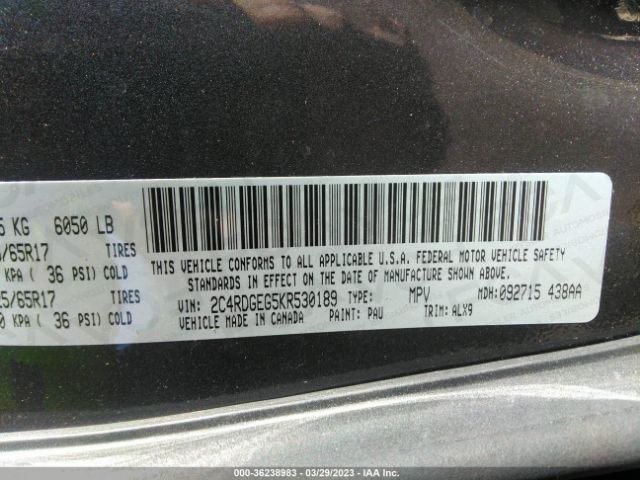 5 KG 6050 LB
/65R17 TIRES
KPA ( 36 PSI) COLD
5/65R17 TIRES
0 KPA ( 36 PSI) COLD
THIS VEHICLE CONFORMS TO ALL APPLICABLE U.S.A. FEDERAL MOTOR VEHICLE SAFETY
STANDARDS IN EFFECT ON THE DATE OF MANUFACTURE SHOWN ABOVE.
VIN: 2C4RDGEG5KR530189 TYPE: MPV MDH: 092715 438AA
VEHICLE MADE IN CANADA PAINT: PAU TRIM: ALX9
000-36238983 / 03/29/2023 - © IAA Inc.